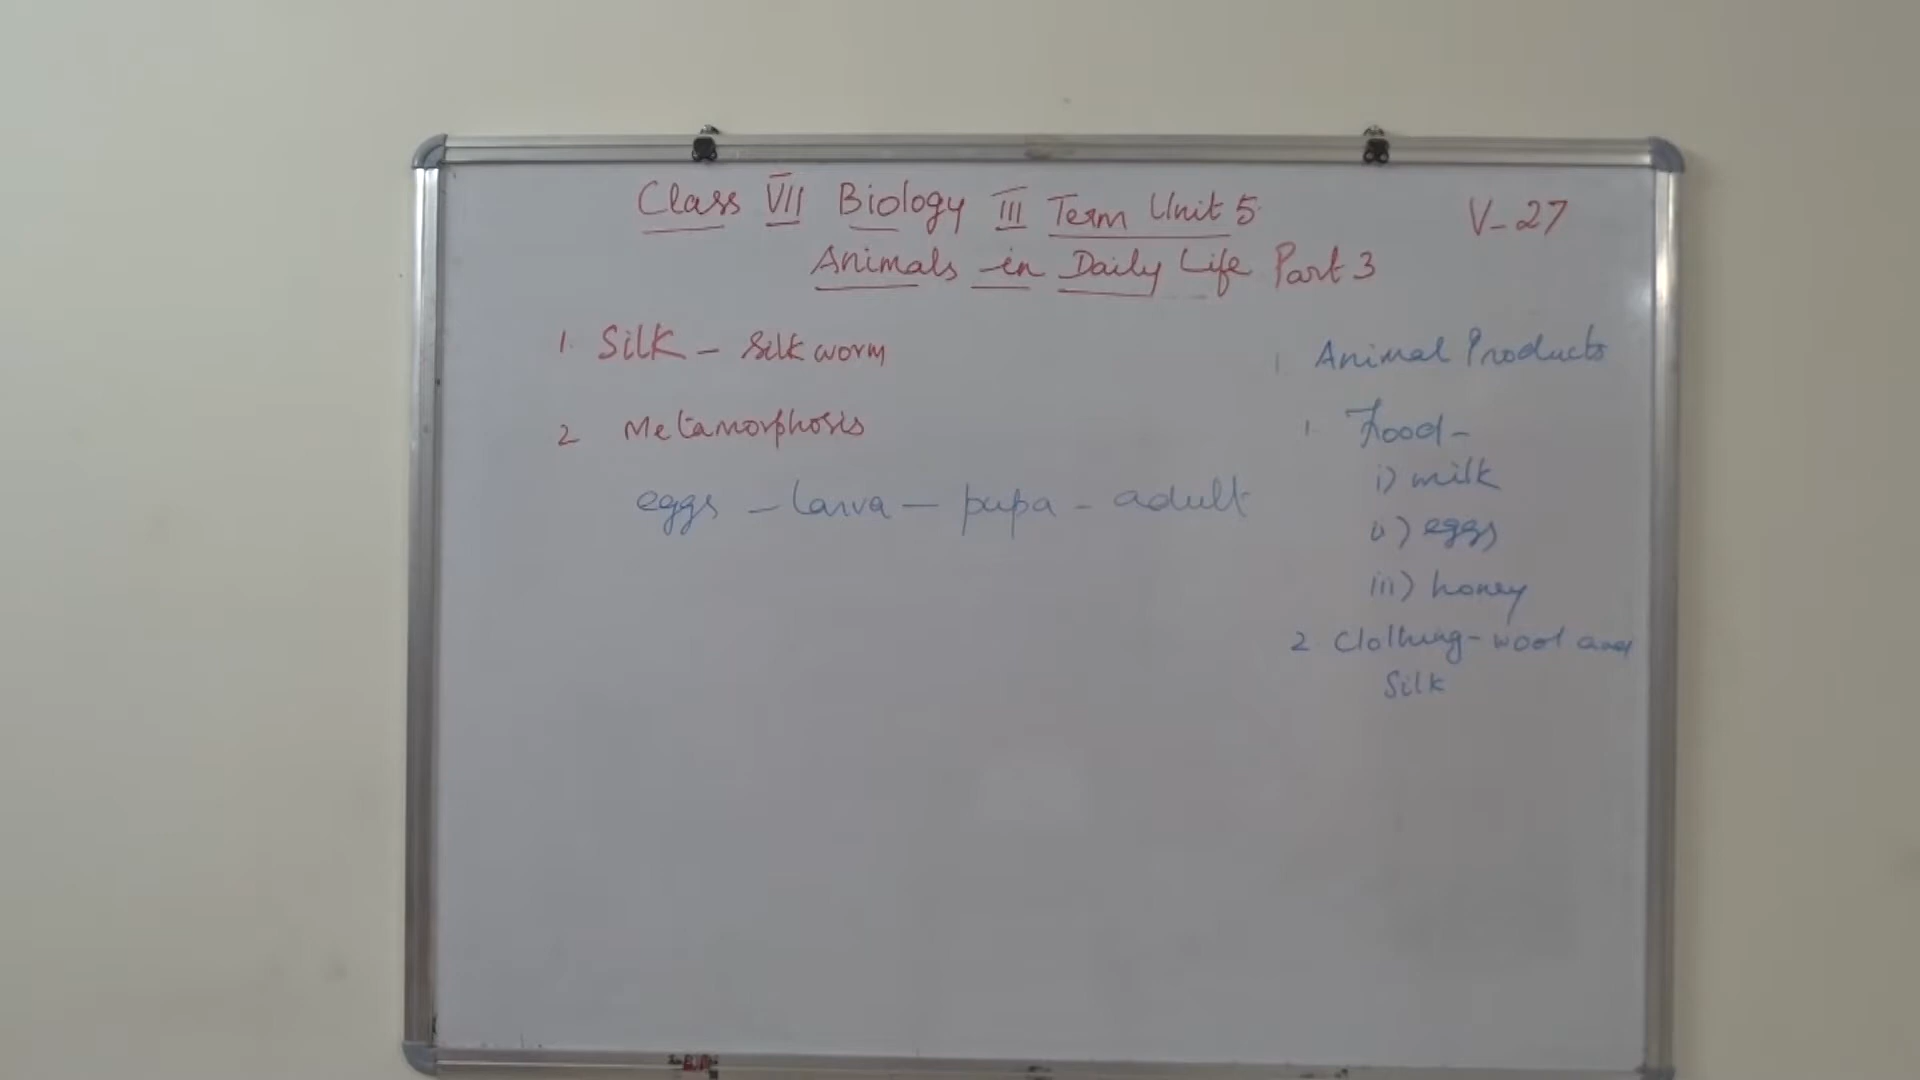 Class VII Biology III Term Unit 5
V-27
Animals in Daily Life Part 3
1. Silk - Silk worm
2 Metamorphosis
eggs - larva - pupa - adult
1 Animal Products
1. Food -
i) milk
ii) eggs
iii) honey
2. Clothing - wool and
Silk